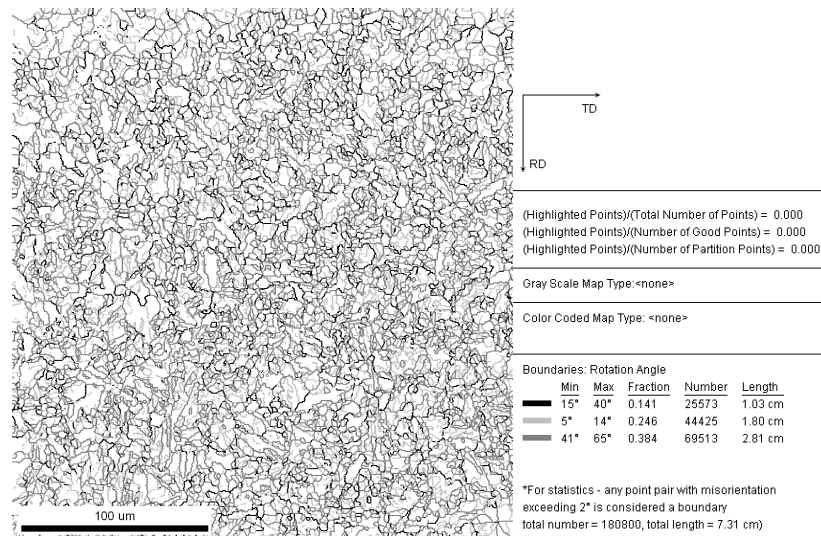 TD
RD
(Highlighted Points)/(Total Number of Points) = 0.000
(Highlighted Points)/(Number of Good Points) = 0.000
(Highlighted Points)/(Number of Partition Points) = 0.000
Gray Scale Map Type:<none>
Color Coded Map Type: <none>
Boundaries: Rotation Angle
Min Max Fraction Number Length
15° 40° 0.141 25573 1.03 cm
5° 14° 0.246 44425 1.80 cm
41° 65° 0.384 69513 2.81 cm
*For statistics - any point pair with misorientation
exceeding 2° is considered a boundary
total number = 180800, total length = 7.31 cm)
100 um